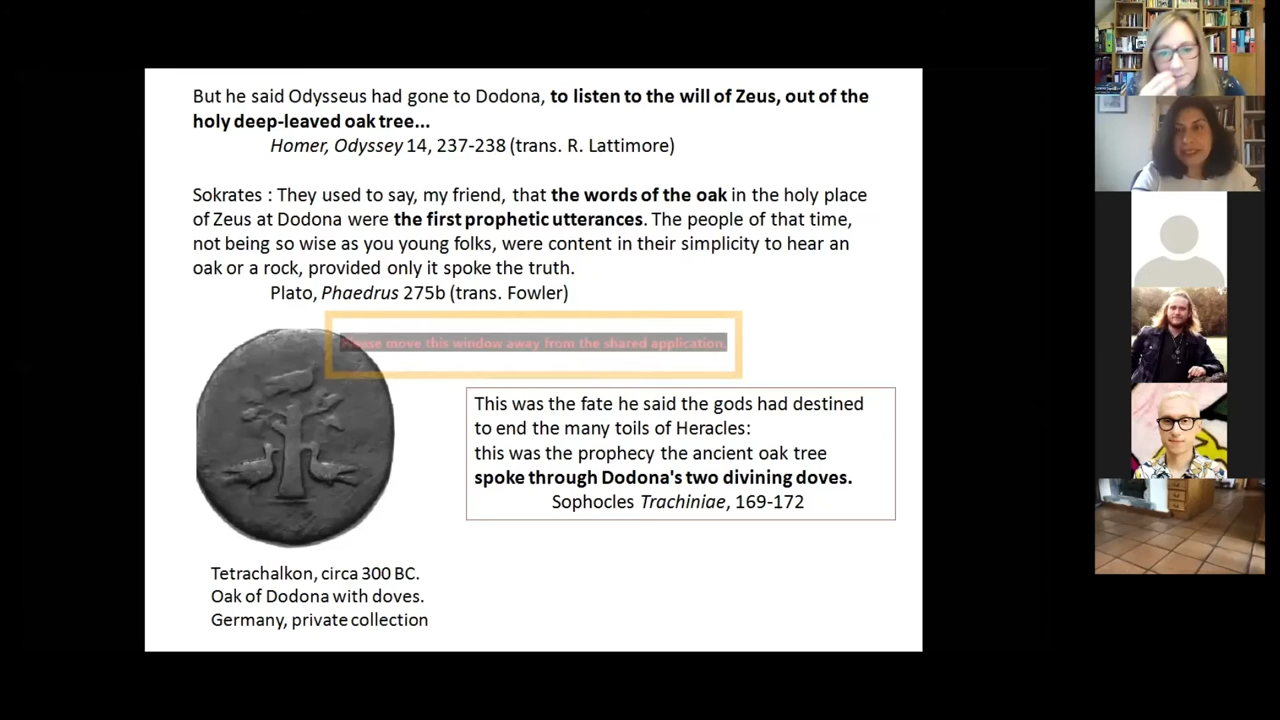 But he said Odysseus had gone to Dodona, to listen to the will of Zeus, out of the
holy deep-leaved oak tree...
Homer, Odyssey 14, 237-238 (trans. R. Lattimore)
Sokrates : They used to say, my friend, that the words of the oak in the holy place
of Zeus at Dodona were the first prophetic utterances. The people of that time,
not being so wise as you young folks, were content in their simplicity to hear an
oak or a rock, provided only it spoke the truth.
Plato, Phaedrus 275b (trans. Fowler)
Please move this window away from the shared application.
This was the fate he said the gods had destined
to end the many toils of Heracles:
this was the prophecy the ancient oak tree
spoke through Dodona's two divining doves.
Sophocles Trachiniae, 169-172
Tetrachalkon, circa 300 BC.
Oak of Dodona with doves.
Germany, private collection